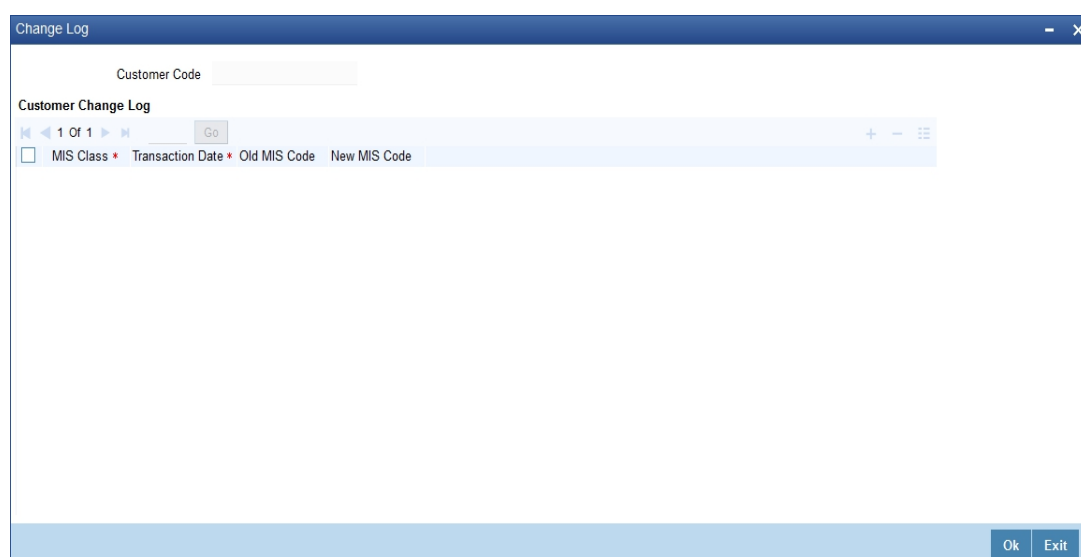 Change Log
Customer Code
Customer Change Log
1 Of 1 Go
MIS Class * Transaction Date * Old MIS Code New MIS Code
Ok Exit